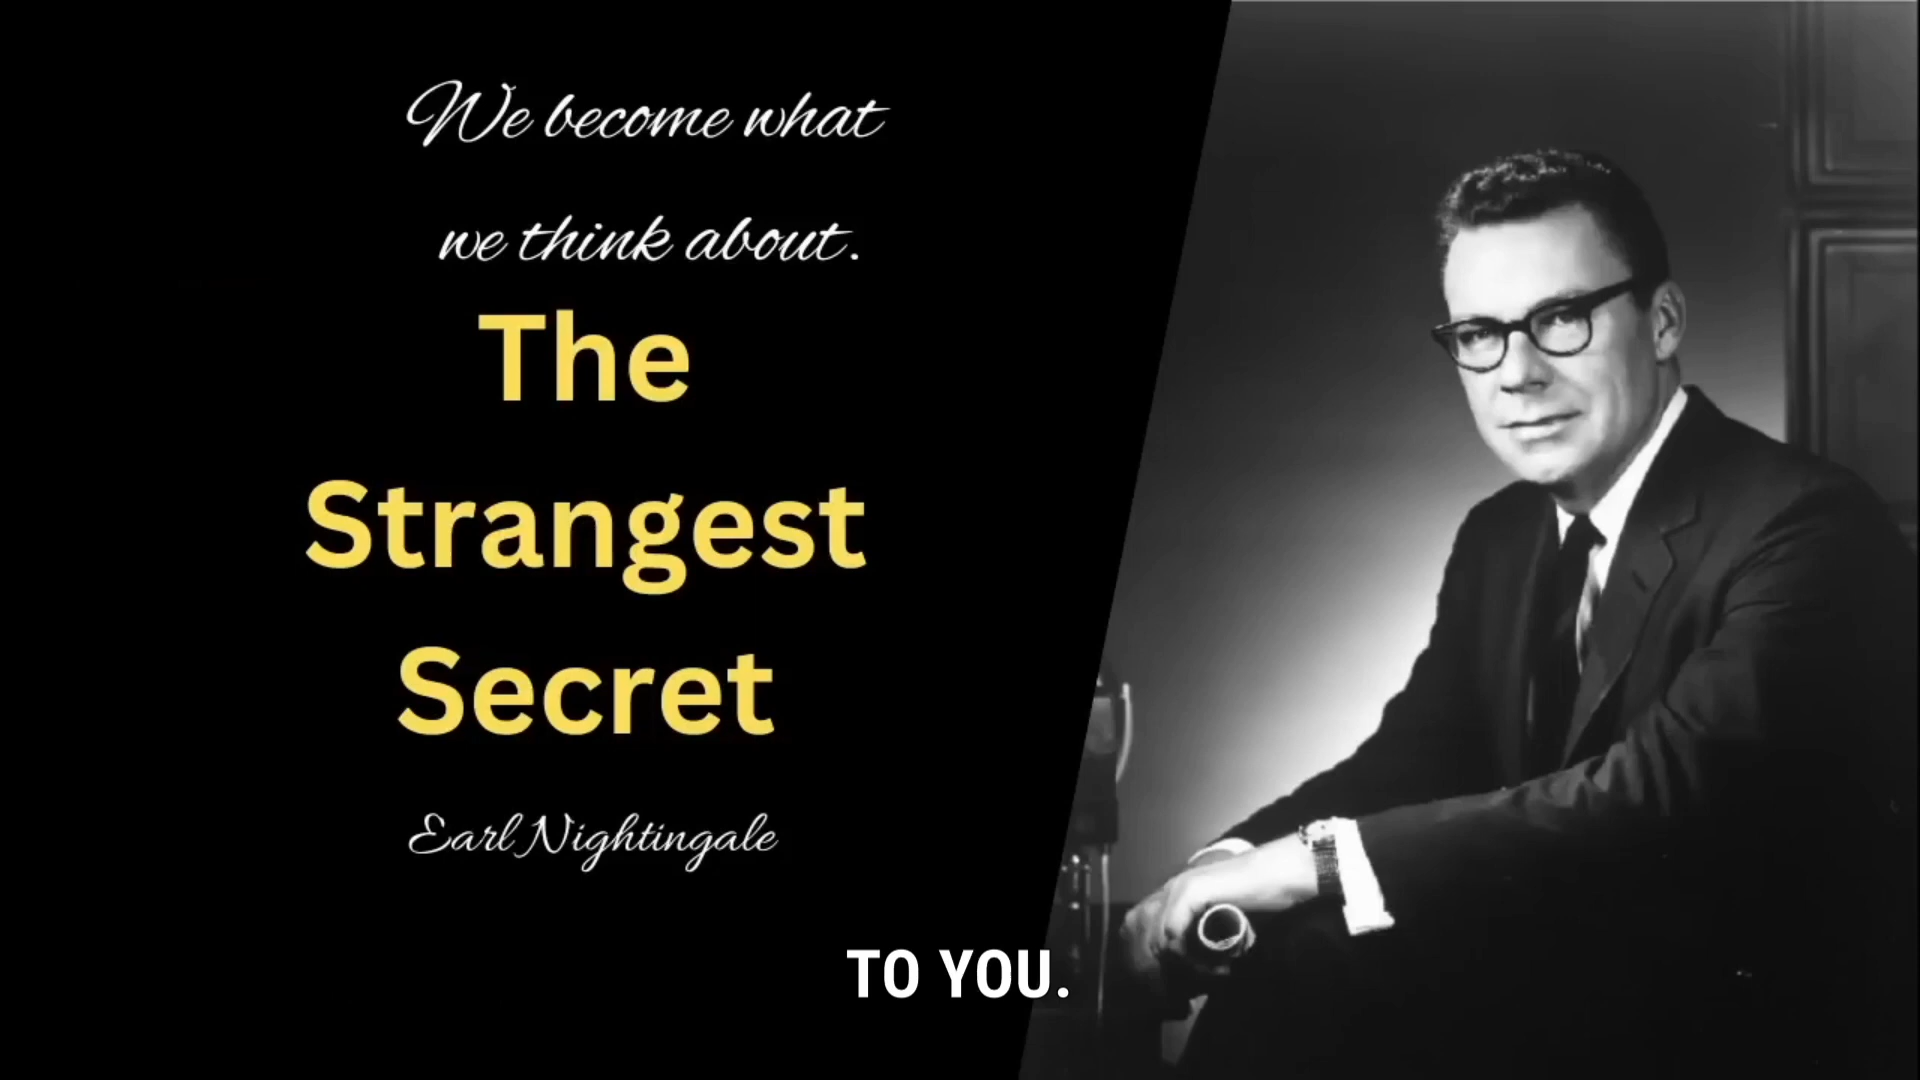 We become what
we think about.
The
Strangest
Secret
Earl Nightingale
TO YOU.